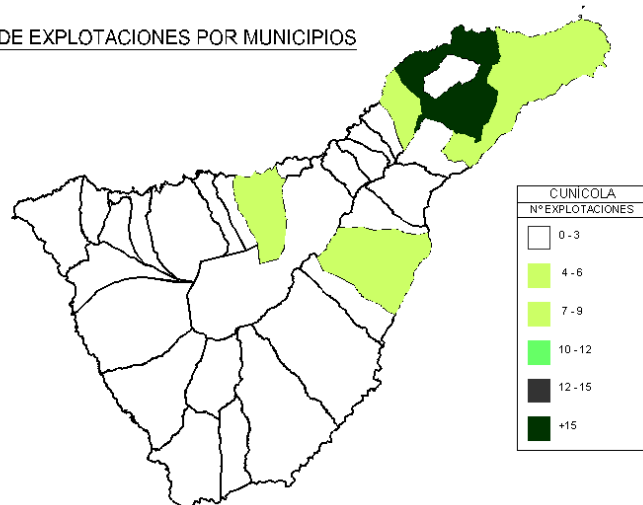 DE EXPLOTACIONES POR MUNICIPIOS
CUNÍCOLA
Nº EXPLOTACIONES
0 - 3
4 - 6
7 - 9
10 - 12
12 - 15
+15